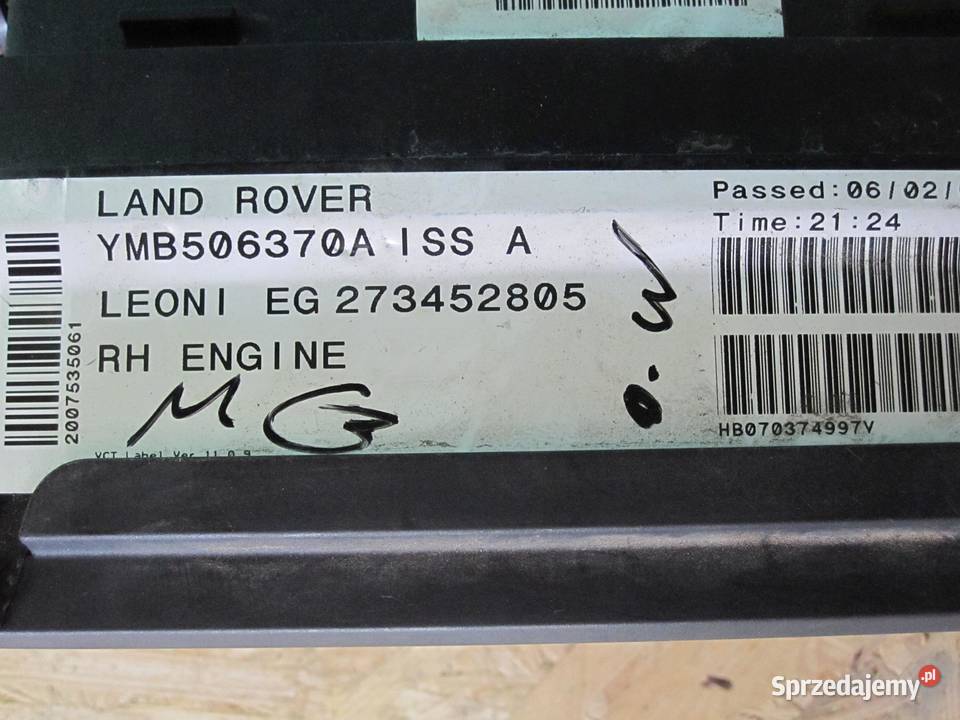 LAND ROVER
YMB506370A ISS A
LEONI EG 273452805
RH ENGINE
MG
O.W
2007535061
VCT Label Ver 11.0.9
Passed:06/02/
Time:21:24
HB070374997V
Sprzedajemy.pl